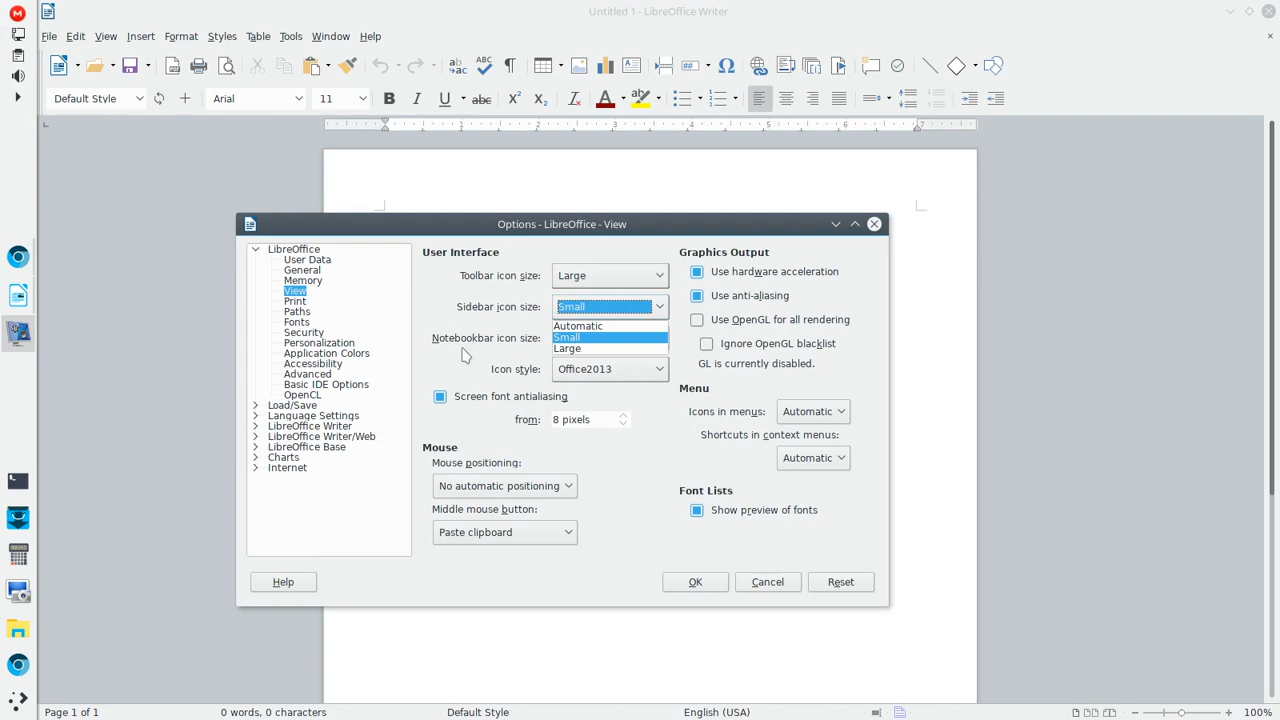 Untitled 1 - LibreOffice Writer
File Edit View Insert Format Styles Table Tools Window Help
Default Style Arial 11
1 2 3 4 5 6 7
Options - LibreOffice - View
LibreOffice
User Data
General
Memory
View
Print
Paths
Fonts
Security
Personalization
Application Colors
Accessibility
Advanced
Basic IDE Options
OpenCL
Load/Save
Language Settings
LibreOffice Writer
LibreOffice Writer/Web
LibreOffice Base
Charts
Internet
User Interface
Toolbar icon size: Large
Sidebar icon size: Small
Automatic
Small
Large
Notebookbar icon size:
Icon style: Office2013
Screen font antialiasing
from: 8 pixels
Mouse
Mouse positioning:
No automatic positioning
Middle mouse button:
Paste clipboard
Graphics Output
Use hardware acceleration
Use anti-aliasing
Use OpenGL for all rendering
Ignore OpenGL blacklist
GL is currently disabled.
Menu
Icons in menus: Automatic
Shortcuts in context menus:
Automatic
Font Lists
Show preview of fonts
Help OK Cancel Reset
Page 1 of 1 0 words, 0 characters Default Style English (USA) 100%